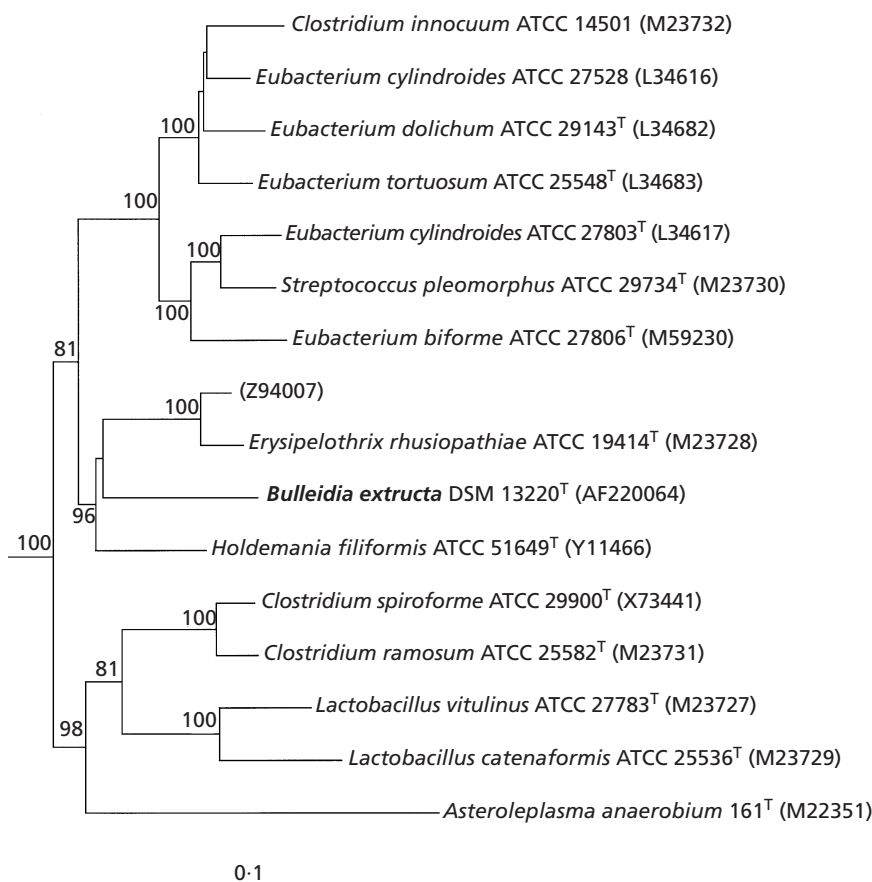 Clostridium innocuum ATCC 14501 (M23732)
Eubacterium cylindroides ATCC 27528 (L34616)
100
Eubacterium dolichum ATCC 29143T (L34682)
Eubacterium tortuosum ATCC 25548T (L34683)
100
Eubacterium cylindroides ATCC 27803T (L34617)
100
Streptococcus pleomorphus ATCC 29734T (M23730)
100
Eubacterium biforme ATCC 27806T (M59230)
81
(Z94007)
100
Erysipelothrix rhusiopathiae ATCC 19414T (M23728)
Bulleidia extructa DSM 13220T (AF220064)
96
100
Holdemania filiformis ATCC 51649T (Y11466)
Clostridium spiroforme ATCC 29900T (X73441)
100
Clostridium ramosum ATCC 25582T (M23731)
81
Lactobacillus vitulinus ATCC 27783T (M23727)
100
98
Lactobacillus catenaformis ATCC 25536T (M23729)
Asteroleplasma anaerobium 161T (M22351)
0·1